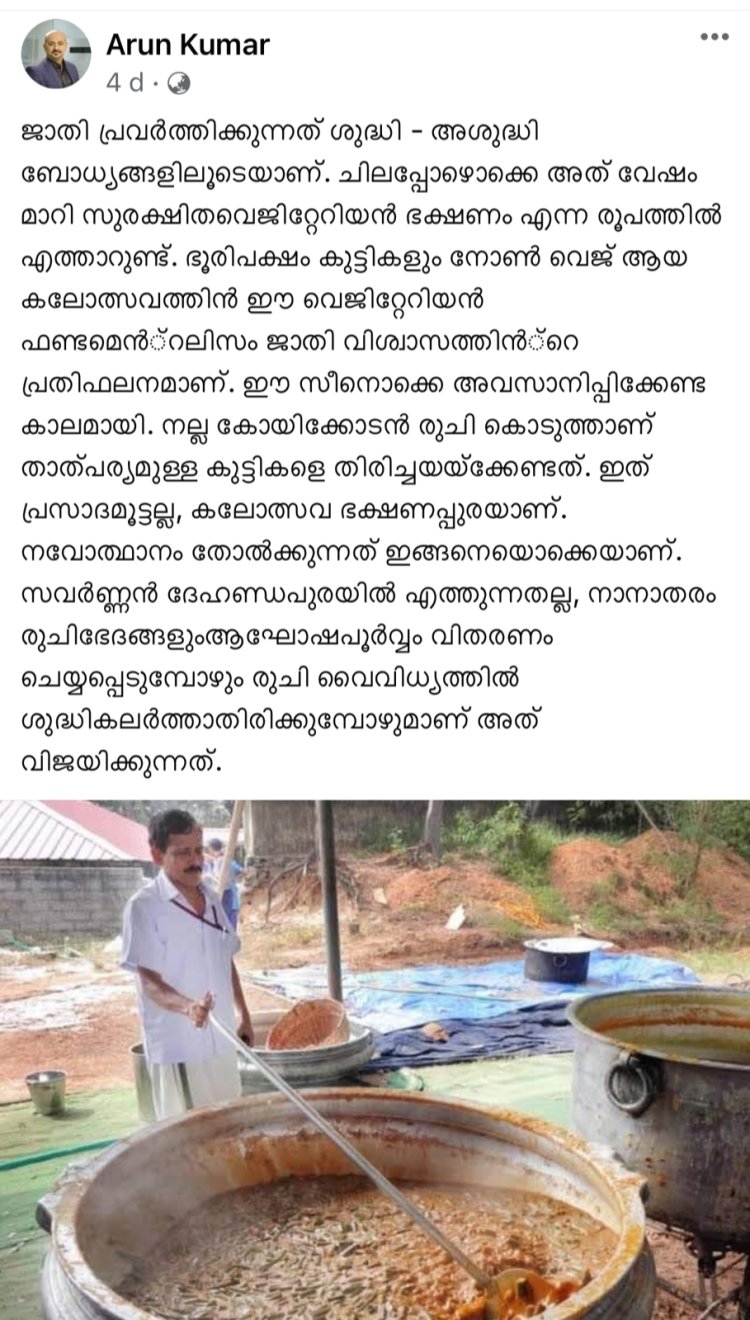 Arun Kumar
4 d ·
ജാതി പ്രവർത്തിക്കുന്നത് ശുദ്ധി - അശുദ്ധി
ബോധ്യങ്ങളിലൂടെയാണ്. ചിലപ്പോഴൊക്കെ അത് വേഷം
മാറി സുരക്ഷിതവെജിറ്റേറിയൻ ഭക്ഷണം എന്ന രൂപത്തിൽ
എത്താറുണ്ട്. ഭൂരിപക്ഷം കുട്ടികളും നോൺ വെജ് ആയ
കലോത്സവത്തിൻ ഈ വെജിറ്റേറിയൻ
ഫണ്ടമെൻ്റലിസം ജാതി വിശ്വാസത്തിൻ്റെ
പ്രതിഫലനമാണ്. ഈ സീനൊക്കെ അവസാനിപ്പിക്കേണ്ട
കാലമായി. നല്ല കോയിക്കോടൻ രുചി കൊടുത്താണ്
താത്പര്യമുള്ള കുട്ടികളെ തിരിച്ചയയ്ക്കേണ്ടത്. ഇത്
പ്രസാദമൂട്ടല്ല, കലോത്സവ ഭക്ഷണപ്പുരയാണ്.
നവോത്ഥാനം തോൽക്കുന്നത് ഇങ്ങനെയൊക്കെയാണ്.
സവർണ്ണൻ ദേഹണ്ഡപുരയിൽ എത്തുന്നതല്ല, നാനാതരം
രുചിഭേദങ്ങളുംആഘോഷപൂർവ്വം വിതരണം
ചെയ്യപ്പെടുമ്പോഴും രുചി വൈവിധ്യത്തിൽ
ശുദ്ധികലർത്താതിരിക്കുമ്പോഴുമാണ് അത്
വിജയിക്കുന്നത്.